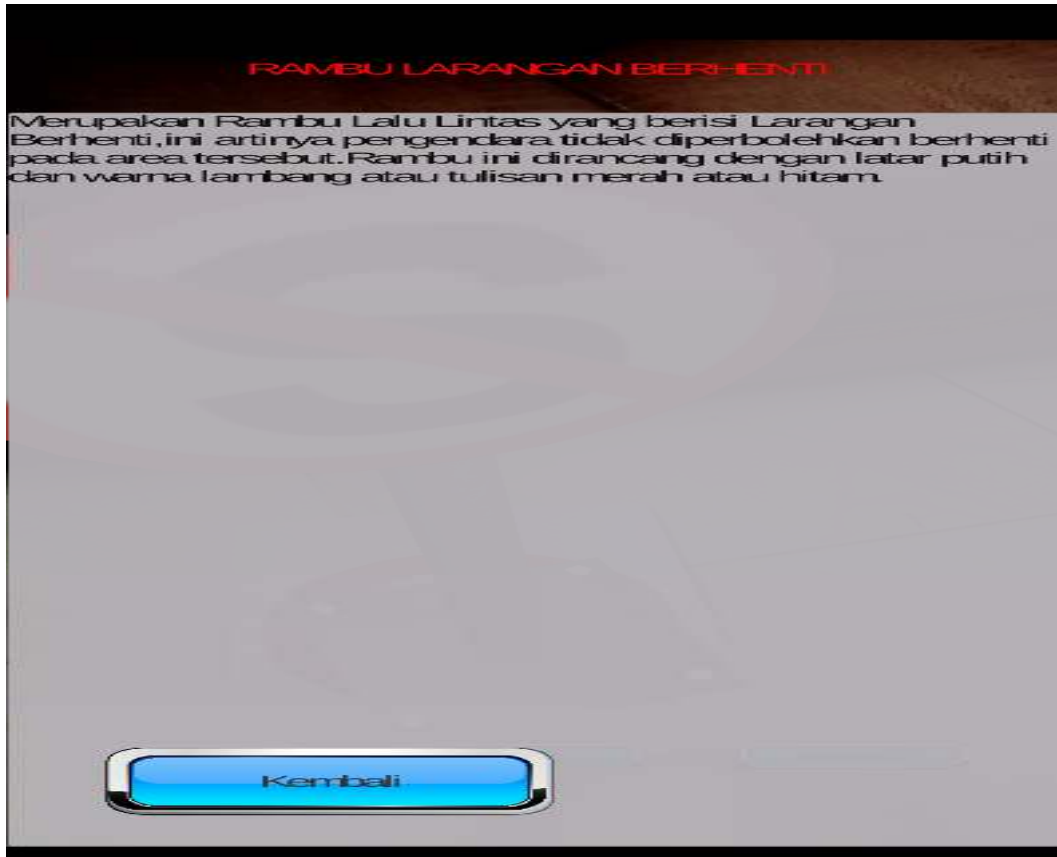 RAMBU LARANGAN BERHENTI
Merupakan Rambu Lalu Lintas yang berisi Larangan
Berhenti,ini artinya pengendara tidak diperbolehkan berhenti
pada area tersebut.Rambu ini dirancang dengan latar putih
dan warna lambang atau tulisan merah atau hitam.
Kembali